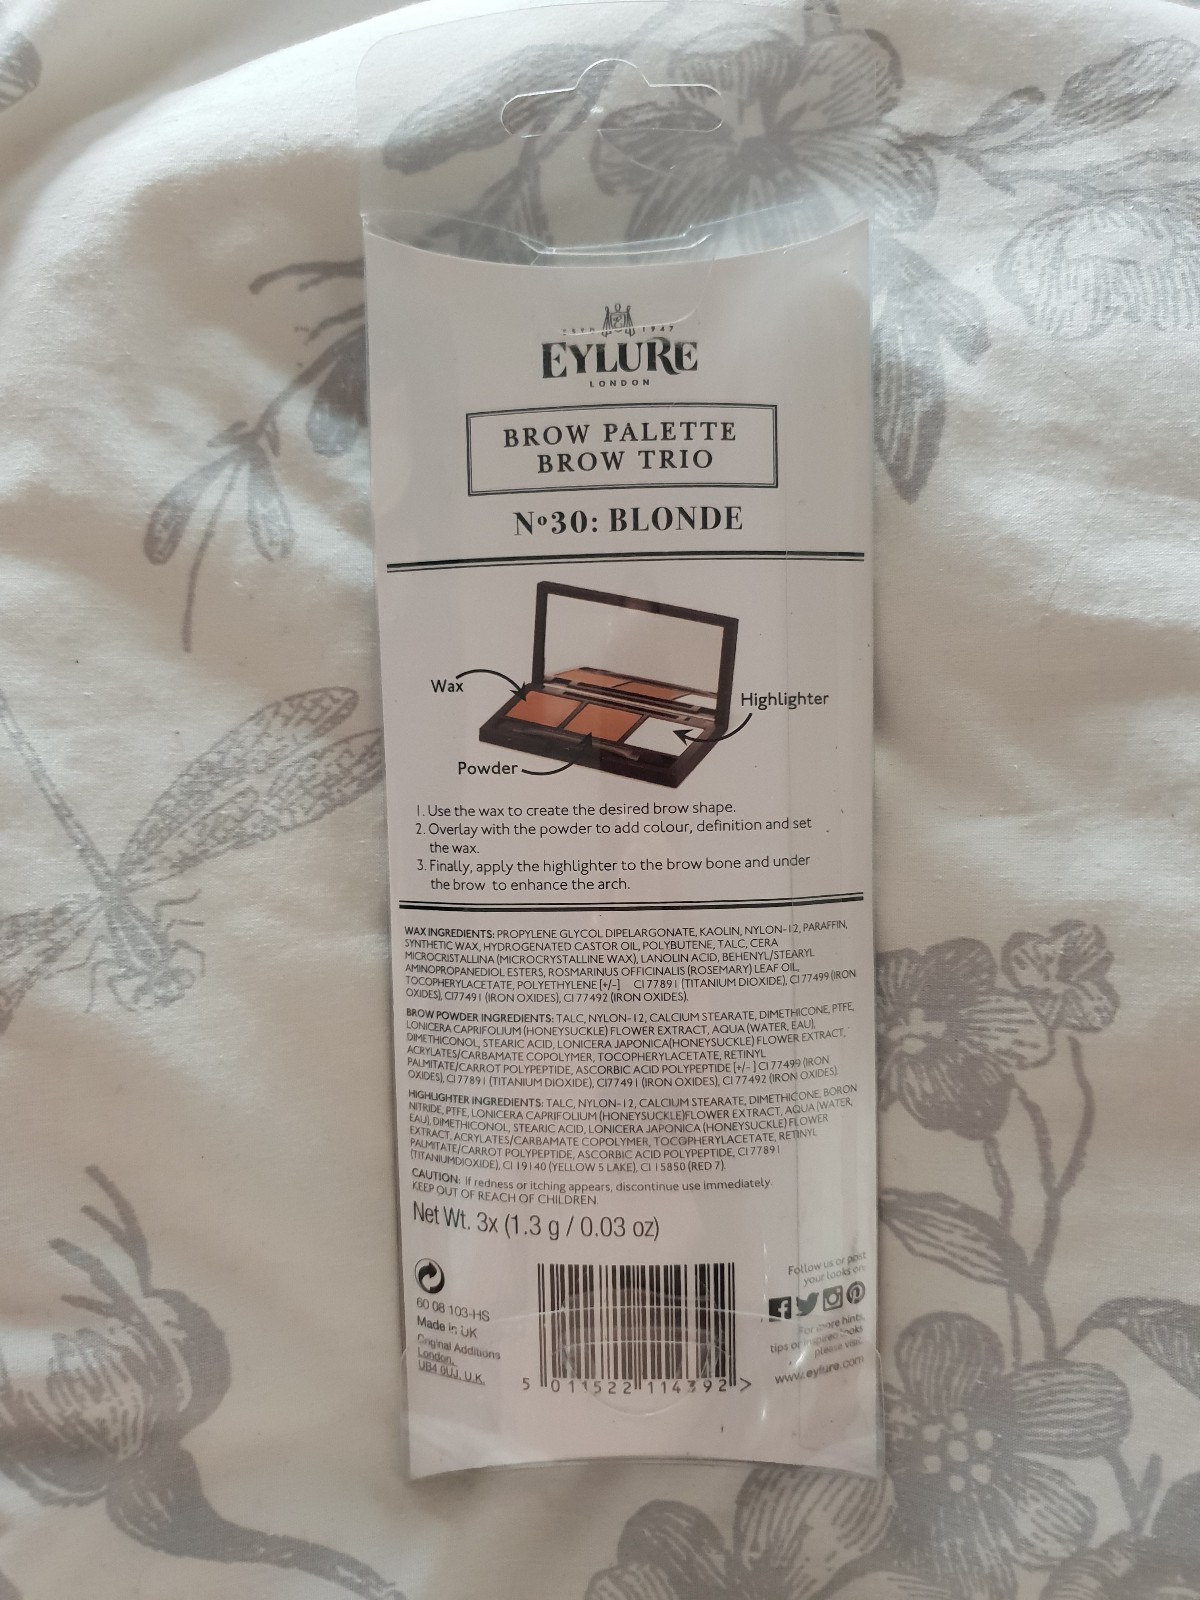 ESTD 1947
EYLURE
LONDON
BROW PALETTE
BROW TRIO
Nº30: BLONDE
Wax
Highlighter
Powder
1. Use the wax to create the desired brow shape.
2. Overlay with the powder to add colour, definition and set
the wax.
3. Finally, apply the highlighter to the brow bone and under
the brow to enhance the arch.
WAX INGREDIENTS: PROPYLENE GLYCOL DIPELARGONATE, KAOLIN, NYLON-12, PARAFFIN,
SYNTHETIC WAX, HYDROGENATED CASTOR OIL, POLYBUTENE, TALC, CERA
MICROCRISTALLINA (MICROCRYSTALLINE WAX), LANOLIN ACID, BEHENYL/STEARYL
AMINOPROPANEDIOL ESTERS, ROSMARINUS OFFICINALIS (ROSEMARY) LEAF OIL,
TOCOPHERYLACETATE, POLYETHYLENE [+/-] CI 77891 (TITANIUM DIOXIDE), CI 77499 (IRON
OXIDES), CI77491 (IRON OXIDES), CI 77492 (IRON OXIDES).
BROW POWDER INGREDIENTS: TALC, NYLON-12, CALCIUM STEARATE, DIMETHICONE, PTFE,
LONICERA CAPRIFOLIUM (HONEYSUCKLE) FLOWER EXTRACT, AQUA (WATER, EAU),
DIMETHICONOL, STEARIC ACID, LONICERA JAPONICA(HONEYSUCKLE) FLOWER EXTRACT,
ACRYLATES/CARBAMATE COPOLYMER, TOCOPHERYLACETATE, RETINYL
PALMITATE/CARROT POLYPEPTIDE, ASCORBIC ACID POLYPEPTIDE [+/-] CI 77499 (IRON
OXIDES), CI 77891 (TITANIUM DIOXIDE), CI77491 (IRON OXIDES), CI 77492 (IRON OXIDES).
HIGHLIGHTER INGREDIENTS: TALC, NYLON-12, CALCIUM STEARATE, DIMETHICONE, BORON
NITRIDE, PTFE, LONICERA CAPRIFOLIUM (HONEYSUCKLE)FLOWER EXTRACT, AQUA (WATER,
EAU), DIMETHICONOL, STEARIC ACID, LONICERA JAPONICA (HONEYSUCKLE) FLOWER
EXTRACT, ACRYLATES/CARBAMATE COPOLYMER, TOCOPHERYLACETATE, RETINYL
PALMITATE/CARROT POLYPEPTIDE, ASCORBIC ACID POLYPEPTIDE, CI 77891
(TITANIUMDIOXIDE), CI 19140 (YELLOW 5 LAKE), CI 15850 (RED 7).
CAUTION: If redness or itching appears, discontinue use immediately.
KEEP OUT OF REACH OF CHILDREN.
Net Wt. 3x (1.3 g / 0.03 oz)
60 08 103-HS
Made in UK
Original Additions
London,
UB4 0UJ, U.K.
5 011522 114392 >
Follow us or post
your looks on:
For more hints,
tips or inspired looks
please visit:
www.eylure.com